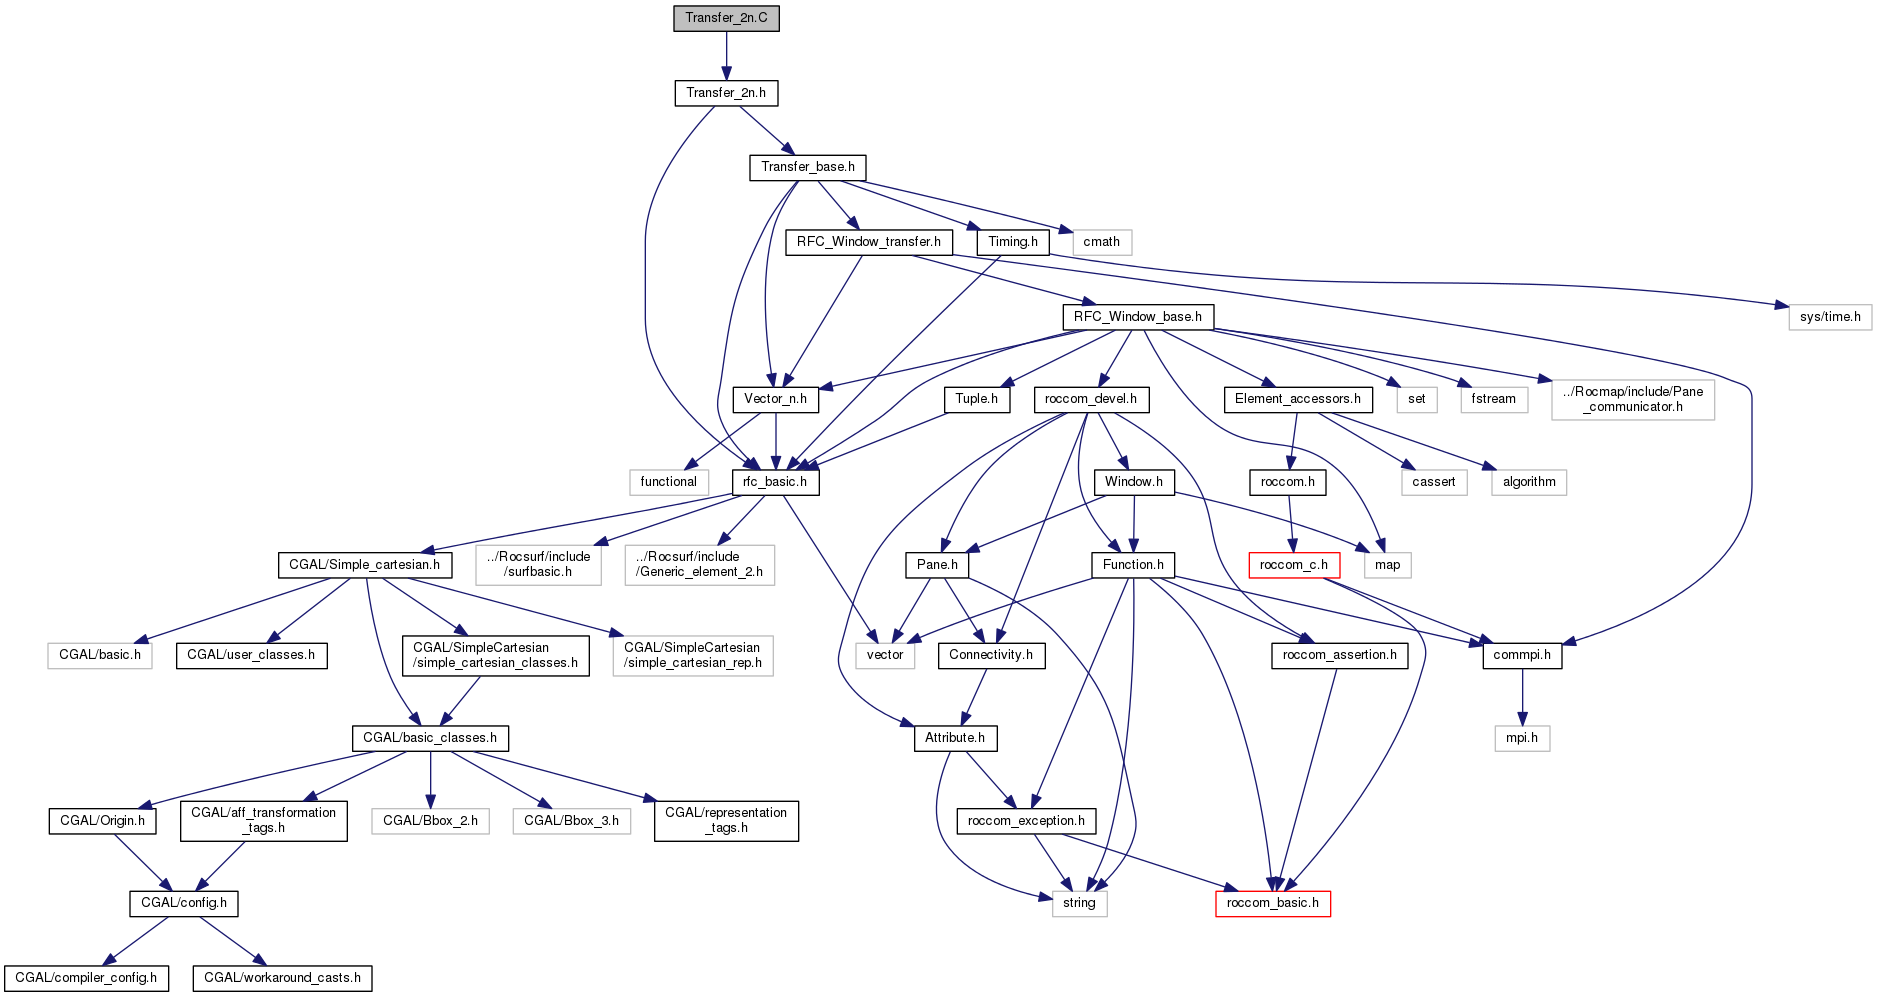 Transfer_2n.C
Transfer_2n.h
Transfer_base.h
RFC_Window_transfer.h
Timing.h
cmath
RFC_Window_base.h
sys/time.h
Vector_n.h
Tuple.h
roccom_devel.h
Element_accessors.h
set
fstream
../Rocmap/include/Pane
_communicator.h
functional
rfc_basic.h
Window.h
roccom.h
cassert
algorithm
CGAL/Simple_cartesian.h
../Rocsurf/include
/surfbasic.h
../Rocsurf/include
/Generic_element_2.h
Pane.h
Function.h
roccom_c.h
map
CGAL/basic.h
CGAL/user_classes.h
CGAL/SimpleCartesian
/simple_cartesian_classes.h
CGAL/SimpleCartesian
/simple_cartesian_rep.h
vector
Connectivity.h
roccom_assertion.h
commpi.h
CGAL/basic_classes.h
Attribute.h
mpi.h
CGAL/Origin.h
CGAL/aff_transformation
_tags.h
CGAL/Bbox_2.h
CGAL/Bbox_3.h
CGAL/representation
_tags.h
roccom_exception.h
CGAL/config.h
string
roccom_basic.h
CGAL/compiler_config.h
CGAL/workaround_casts.h